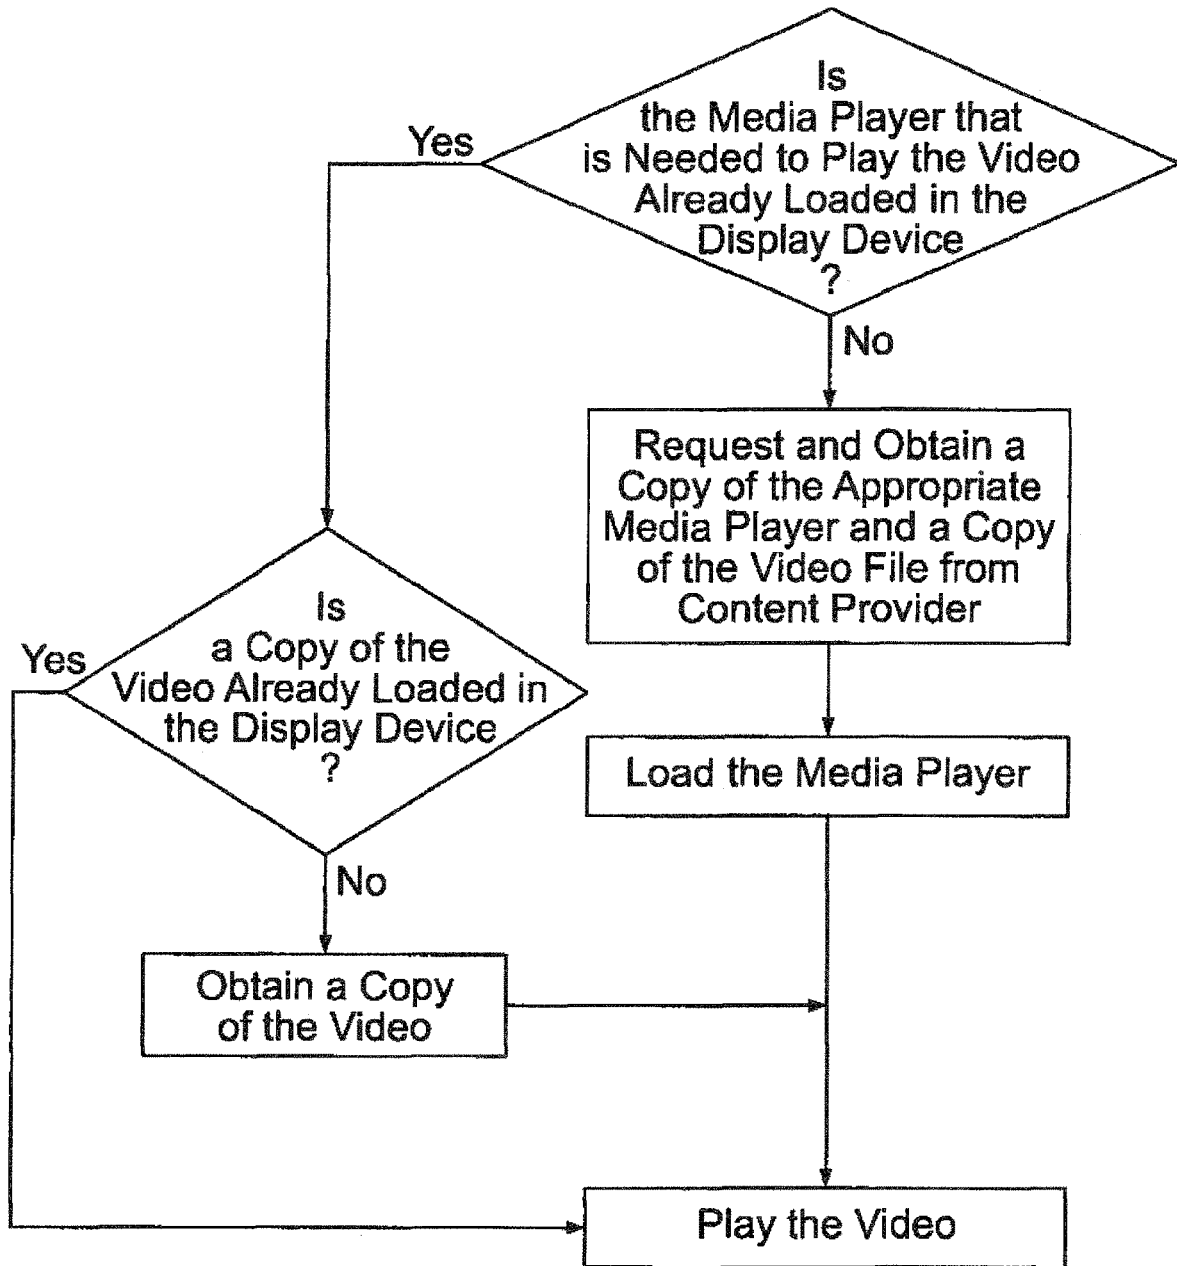 Is
the Media Player that
is Needed to Play the Video
Already Loaded in the
Display Device
?
Yes
No
Request and Obtain a
Copy of the Appropriate
Media Player and a Copy
of the Video File from
Content Provider
Is
a Copy of the
Video Already Loaded in
the Display Device
?
Yes
No
Load the Media Player
Obtain a Copy
of the Video
Play the Video